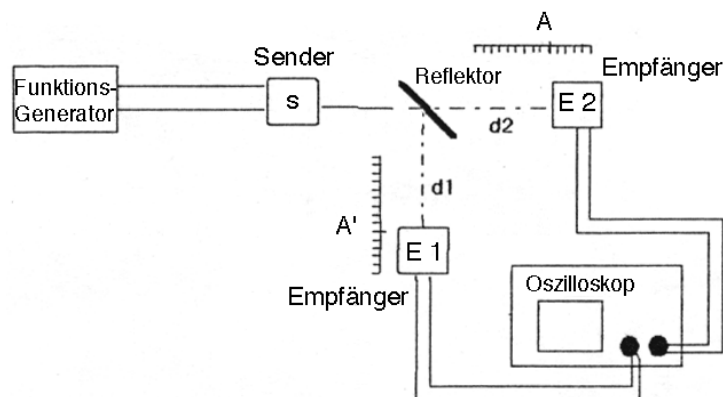 A
Sender
Reflektor
Empfänger
Funktions-
Generator
S
E 2
d2
d1
A'
E 1
Empfänger
Oszilloskop